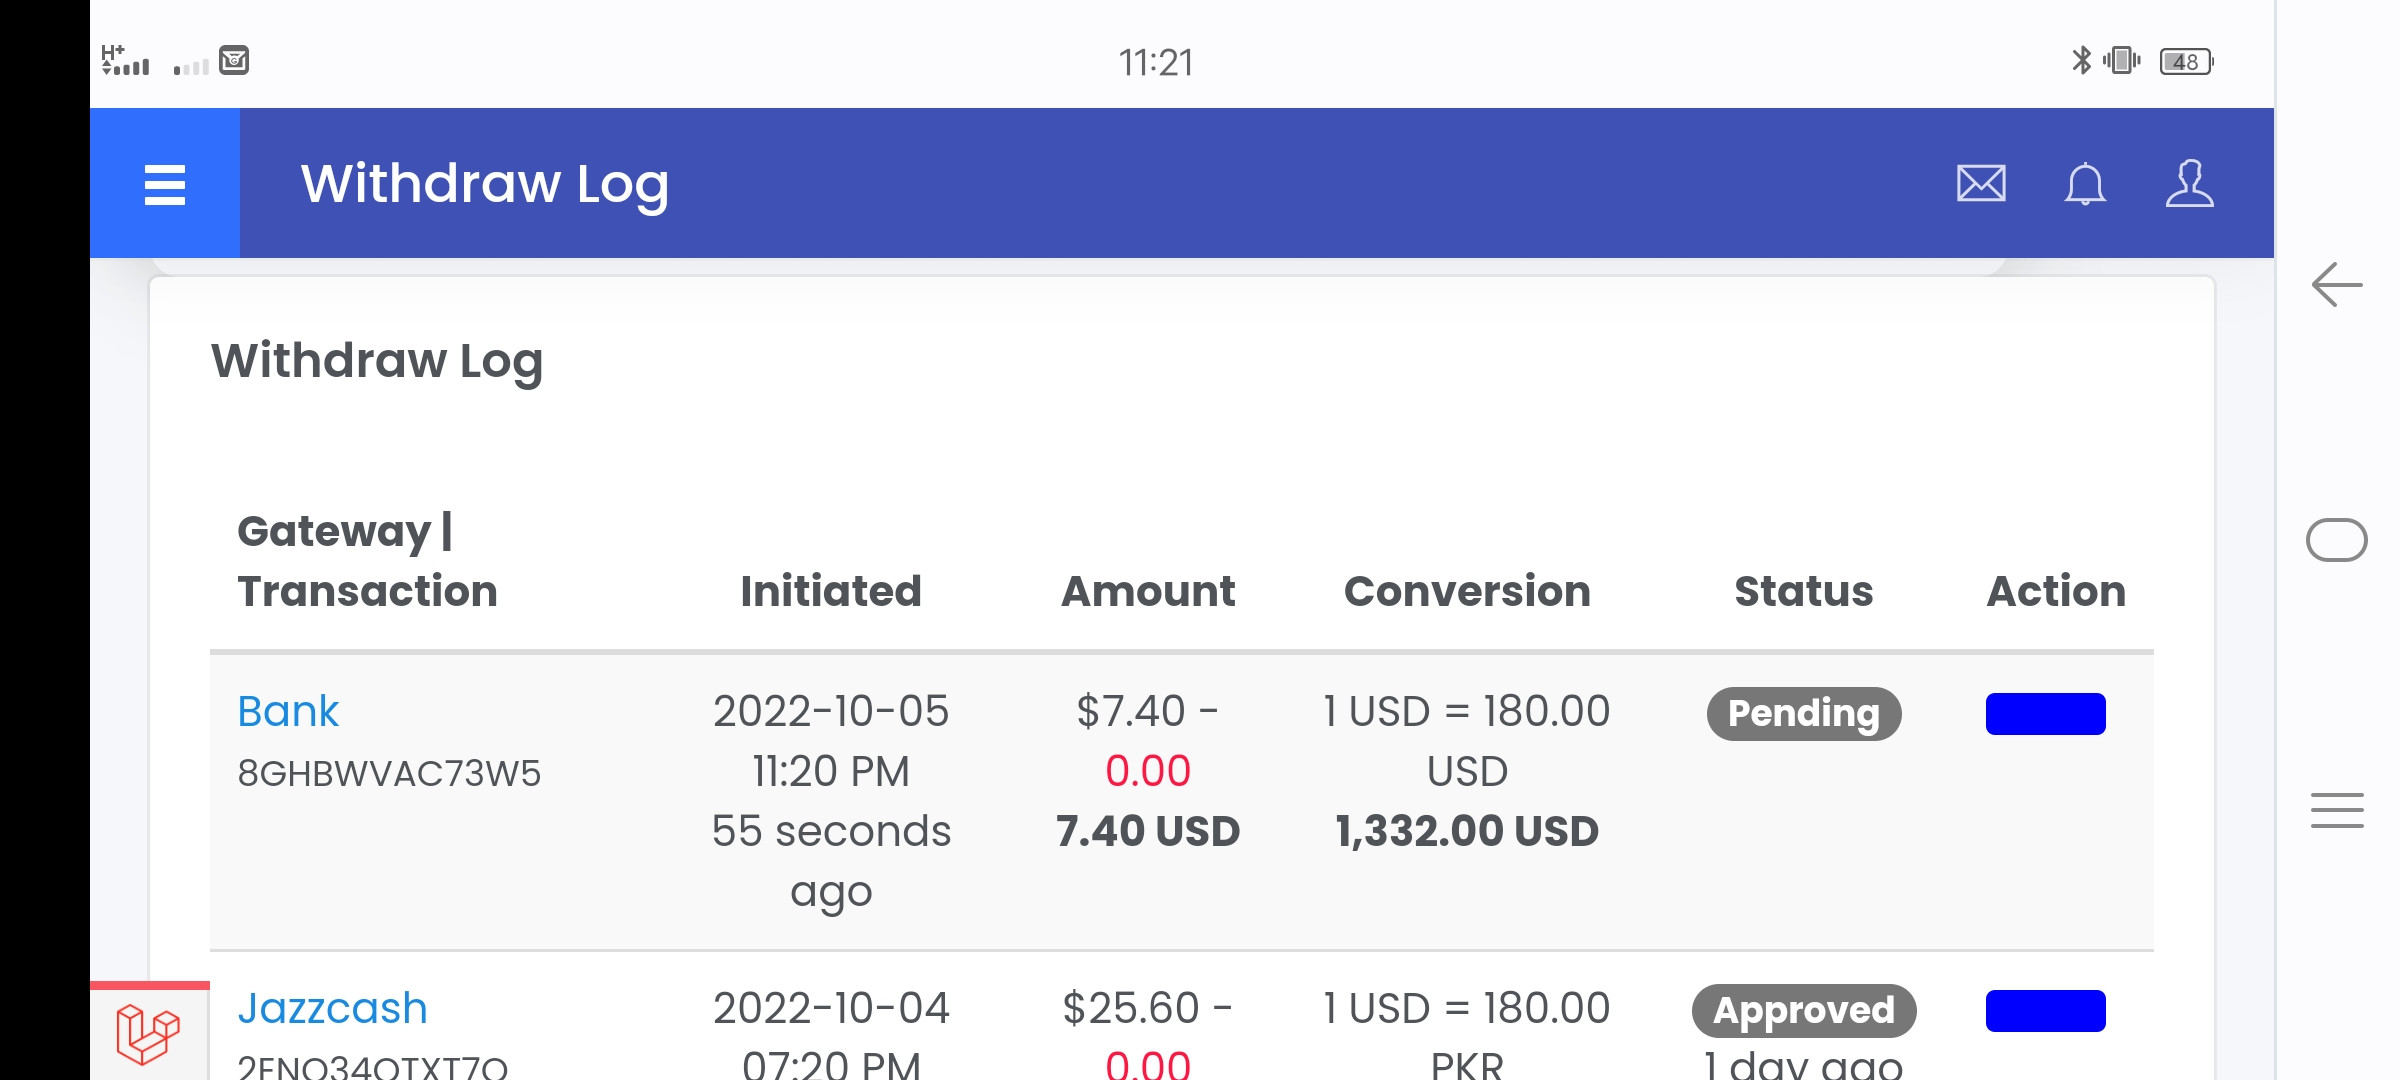 H+
11:21
48
Withdraw Log
Withdraw Log
Gateway |
Transaction
Initiated
Amount
Conversion
Status
Action
Bank
8GHBWVAC73W5
2022-10-05
11:20 PM
55 seconds
ago
$7.40 -
0.00
7.40 USD
1 USD = 180.00
USD
1,332.00 USD
Pending
Jazzcash
2022-10-04
07:20 PM
$25.60 -
0.00
1 USD = 180.00
PKR
Approved
1 day ago